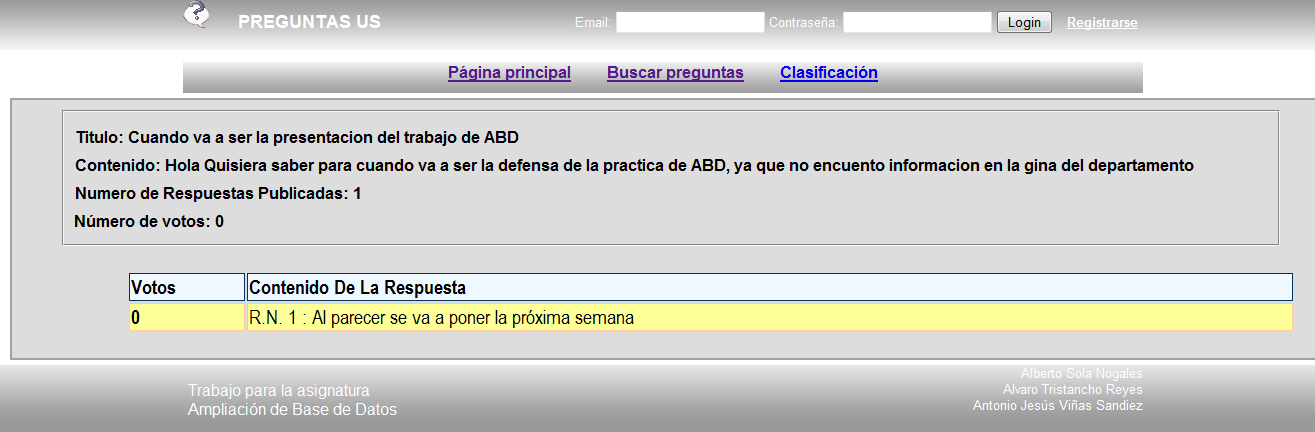 PREGUNTAS US
Email: Contraseña: Login Registrarse
Página principal Buscar preguntas Clasificación
Titulo: Cuando va a ser la presentacion del trabajo de ABD
Contenido: Hola Quisiera saber para cuando va a ser la defensa de la practica de ABD, ya que no encuento informacion en la gina del departamento
Numero de Respuestas Publicadas: 1
Número de votos: 0
Votos Contenido De La Respuesta
0 R.N. 1 : Al parecer se va a poner la próxima semana
Trabajo para la asignatura
Ampliación de Base de Datos
Alberto Sola Nogales
Alvaro Tristancho Reyes
Antonio Jesús Viñas Sandiez